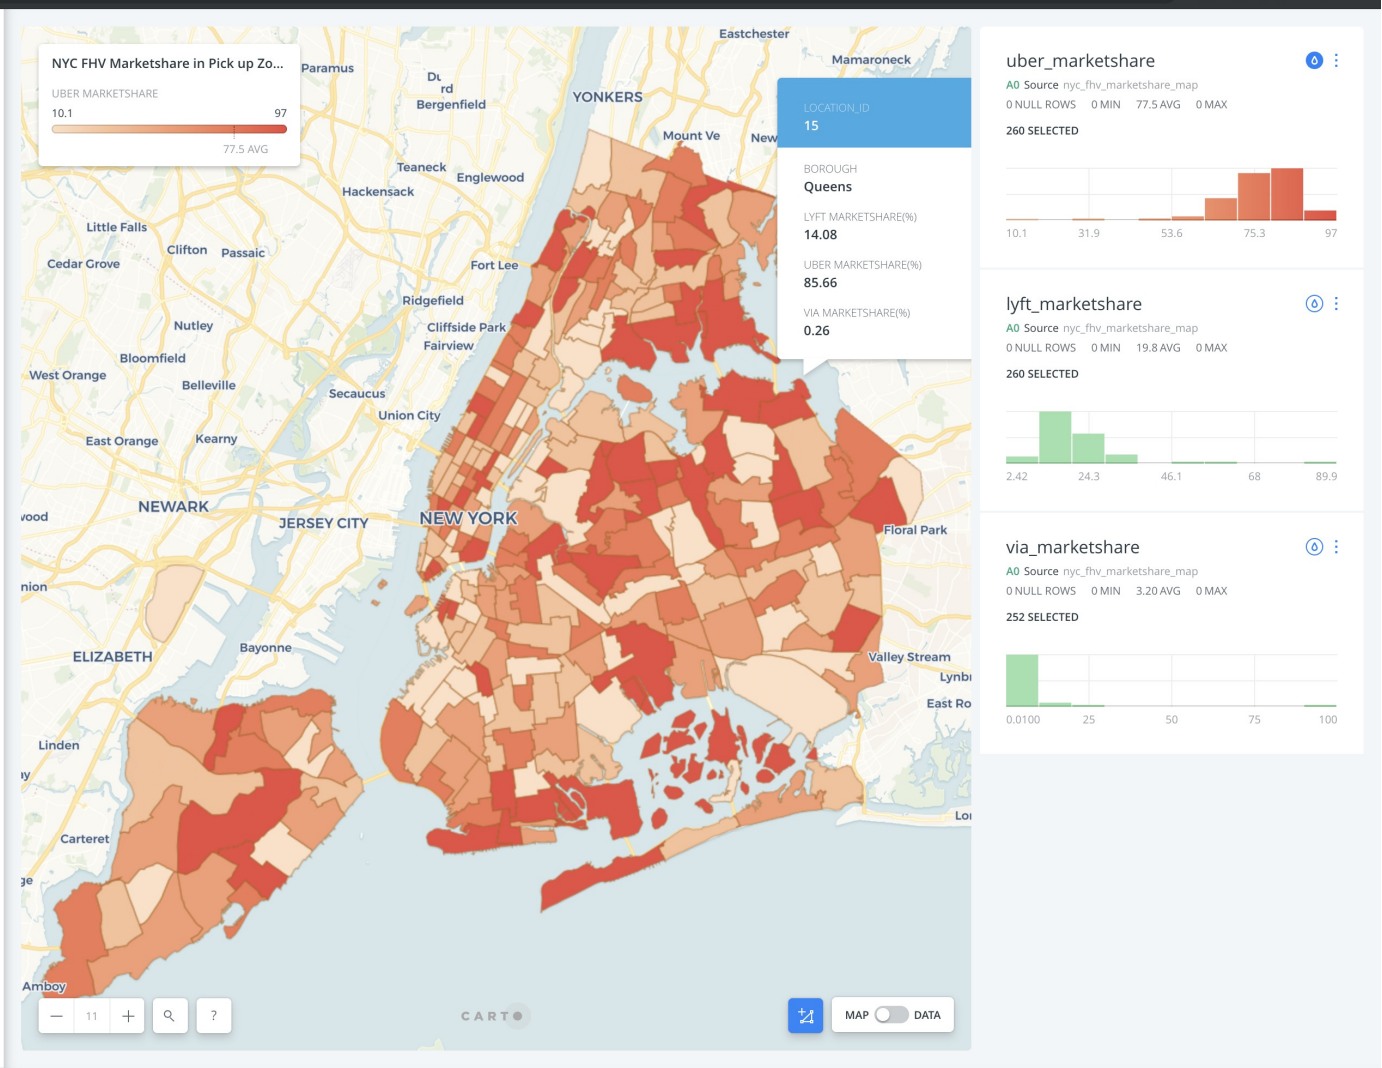 NYC FHV Marketshare in Pick up Zo...
UBER MARKETSHARE
10.1 97
77.5 AVG
Eastchester
Paramus
Mamaroneck
Du
rd
Bergenfield
YONKERS
Mount Ve
New
Teaneck
Englewood
Hackensack
Little Falls
Clifton Passaic
Cedar Grove
Fort Lee
Ridgefield
Nutley
Cliffside Park
Fairview
Bloomfield
West Orange
Belleville
Secaucus
Union City
East Orange
Kearny
NEWARK
wood
JERSEY CITY
NEW YORK
Floral Park
nion
Bayonne
ELIZABETH
Valley Stream
Lynb
East Ro
Linden
ay
Carteret
Lo
ge
Amboy
LOCATION_ID
15
BOROUGH
Queens
LYFT MARKETSHARE(%)
14.08
UBER MARKETSHARE(%)
85.66
VIA MARKETSHARE(%)
0.26
− 11 +
?
CARTO
MAP DATA
uber_marketshare
A0 Source nyc_fhv_marketshare_map
0 NULL ROWS 0 MIN 77.5 AVG 0 MAX
260 SELECTED
10.1 31.9 53.6 75.3 97
lyft_marketshare
A0 Source nyc_fhv_marketshare_map
0 NULL ROWS 0 MIN 19.8 AVG 0 MAX
260 SELECTED
2.42 24.3 46.1 68 89.9
via_marketshare
A0 Source nyc_fhv_marketshare_map
0 NULL ROWS 0 MIN 3.20 AVG 0 MAX
252 SELECTED
0.0100 25 50 75 100